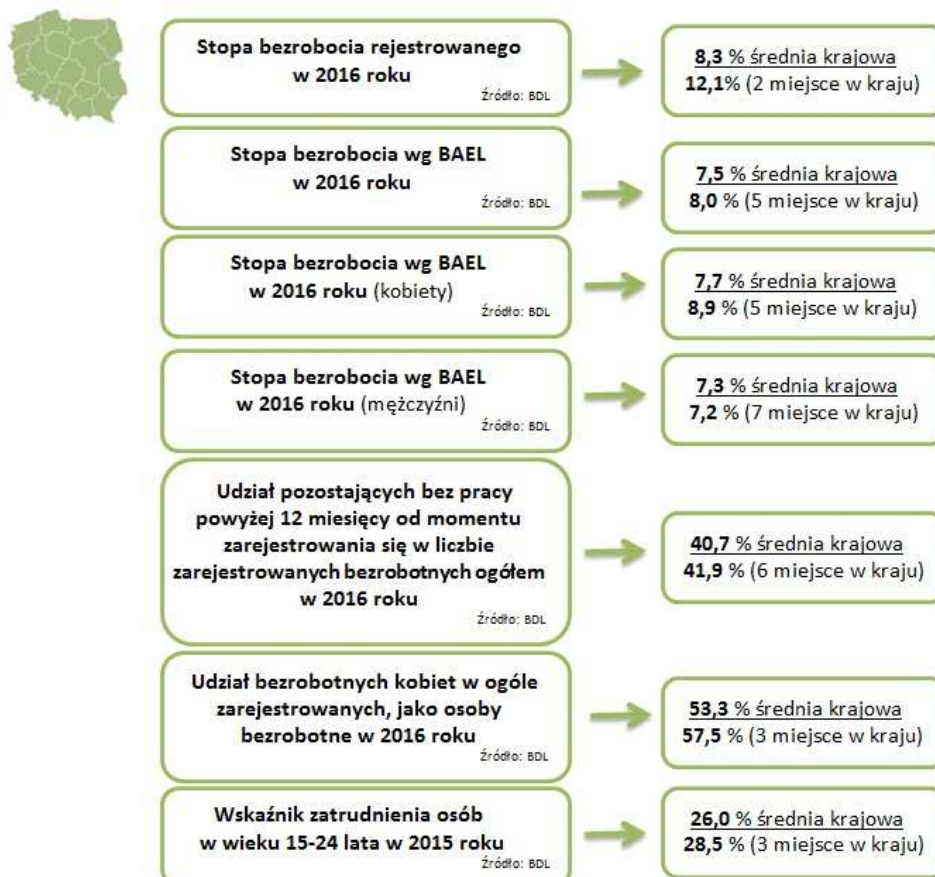 Stopa bezrobocia rejestrowanego
w 2016 roku
Źródło: BDL
8,3 % średnia krajowa
12,1% (2 miejsce w kraju)
Stopa bezrobocia wg BAEL
w 2016 roku
Źródło: BDL
7,5 % średnia krajowa
8,0 % (5 miejsce w kraju)
Stopa bezrobocia wg BAEL
w 2016 roku (kobiety)
Źródło: BDL
7,7 % średnia krajowa
8,9 % (5 miejsce w kraju)
Stopa bezrobocia wg BAEL
w 2016 roku (mężczyźni)
Źródło: BDL
7,3 % średnia krajowa
7,2 % (7 miejsce w kraju)
Udział pozostających bez pracy
powyżej 12 miesięcy od momentu
zarejestrowania się w liczbie
zarejestrowanych bezrobotnych ogółem
w 2016 roku
Źródło: BDL
40,7 % średnia krajowa
41,9 % (6 miejsce w kraju)
Udział bezrobotnych kobiet w ogóle
zarejestrowanych, jako osoby
bezrobotne w 2016 roku
Źródło: BDL
53,3 % średnia krajowa
57,5 % (3 miejsce w kraju)
Wskaźnik zatrudnienia osób
w wieku 15-24 lata w 2015 roku
Źródło: BDL
26,0 % średnia krajowa
28,5 % (3 miejsce w kraju)